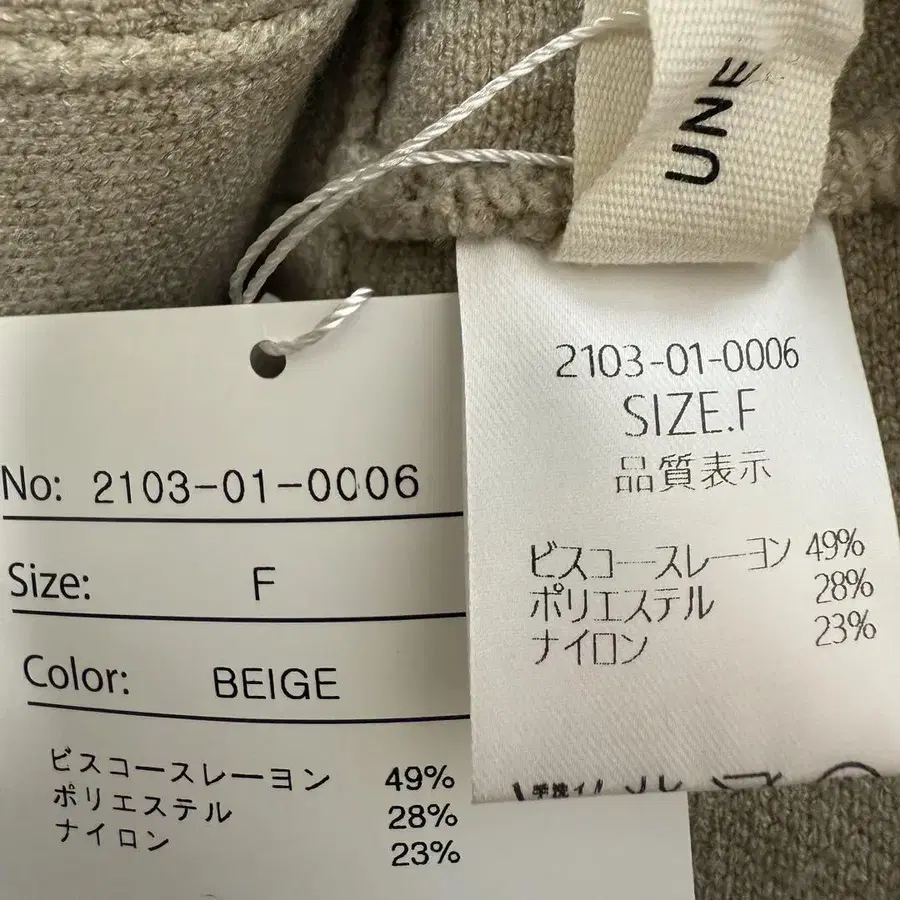 UNE
No: 2103-01-0006
Size: F
Color: BEIGE
ビスコースレーヨン 49%
ポリエステル 28%
ナイロン 23%
2103-01-0006
SIZE.F
品質表示
ビスコースレーヨン 49%
ポリエステル 28%
ナイロン 23%